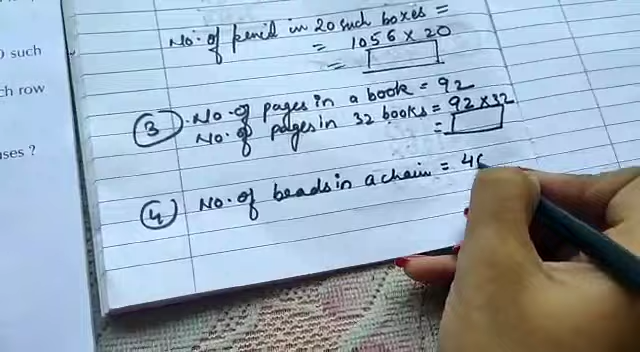 0 such
ch row
ses ?
No. of pencil in 20 such boxes =
= 1056 × 20
=
3 No. of pages in a book = 92
No. of pages in 32 books = 92 × 32
=
4 No. of beads in a chain =